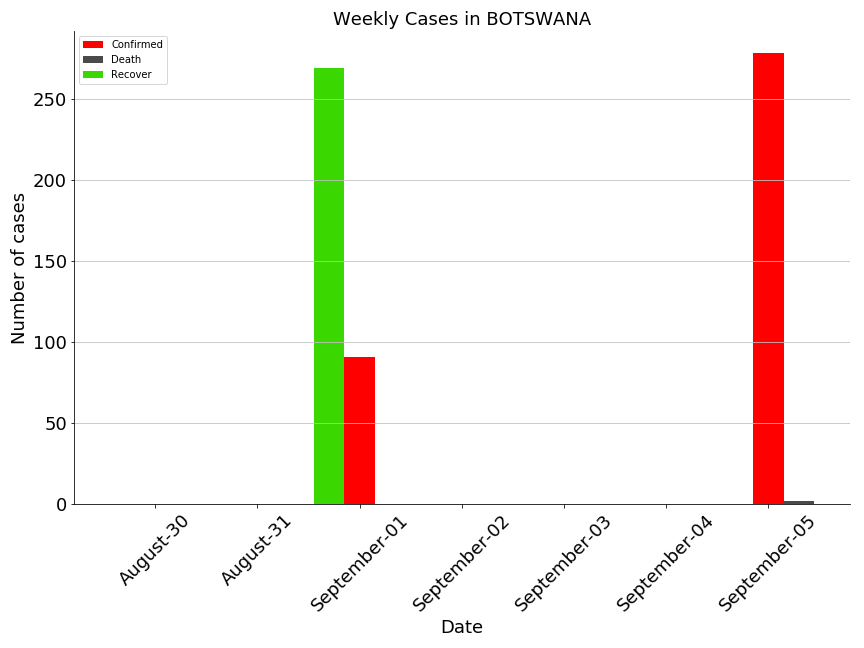 Weekly Cases in BOTSWANA
Confirmed
Death
Recover
Number of cases
250
200
150
100
50
0
August-30
August-31
September-01
September-02
September-03
September-04
September-05
Date